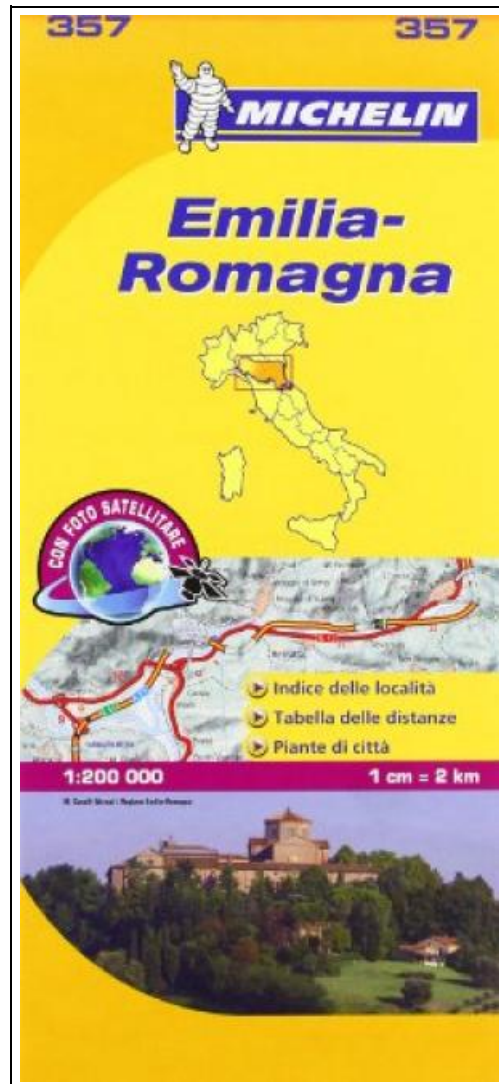 357 357
MICHELIN
Emilia-
Romagna
CON FOTO SATELLITARE
Indice delle località
Tabella delle distanze
Piante di città
1:200 000 1 cm = 2 km